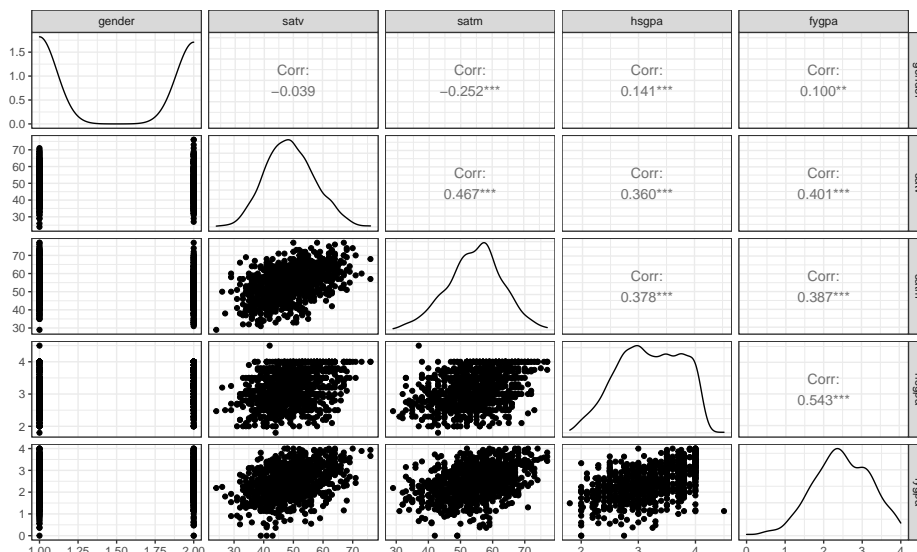 gender satv satm hsgpa fygpa
1.5
1.0
0.5
0.0
Corr:
−0.039
Corr:
−0.252***
Corr:
0.141***
Corr:
0.100**
70
60
50
40
30
Corr:
0.467***
Corr:
0.360***
Corr:
0.401***
70
60
50
40
30
Corr:
0.378***
Corr:
0.387***
4
3
2
Corr:
0.543***
4
3
2
1
0
1.00 1.25 1.50 1.75 2.00 30 40 50 60 70 30 40 50 60 70 2 3 4 0 1 2 3 4